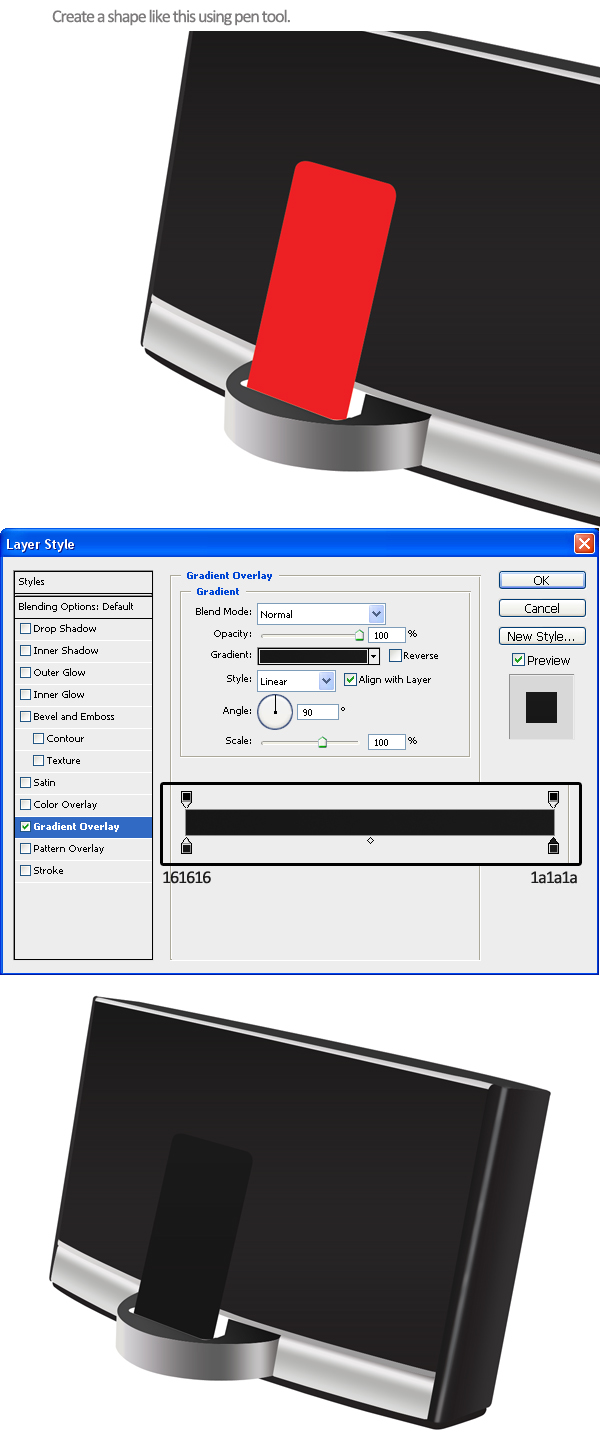 Create a shape like this using pen tool.
Layer Style
Styles
Blending Options: Default
Drop Shadow
Inner Shadow
Outer Glow
Inner Glow
Bevel and Emboss
Contour
Texture
Satin
Color Overlay
Gradient Overlay
Pattern Overlay
Stroke
Gradient Overlay
Gradient
Blend Mode: Normal
Opacity: 100 %
Gradient: Reverse
Style: Linear Align with Layer
Angle: 90 °
Scale: 100 %
OK
Cancel
New Style...
Preview
161616 1a1a1a